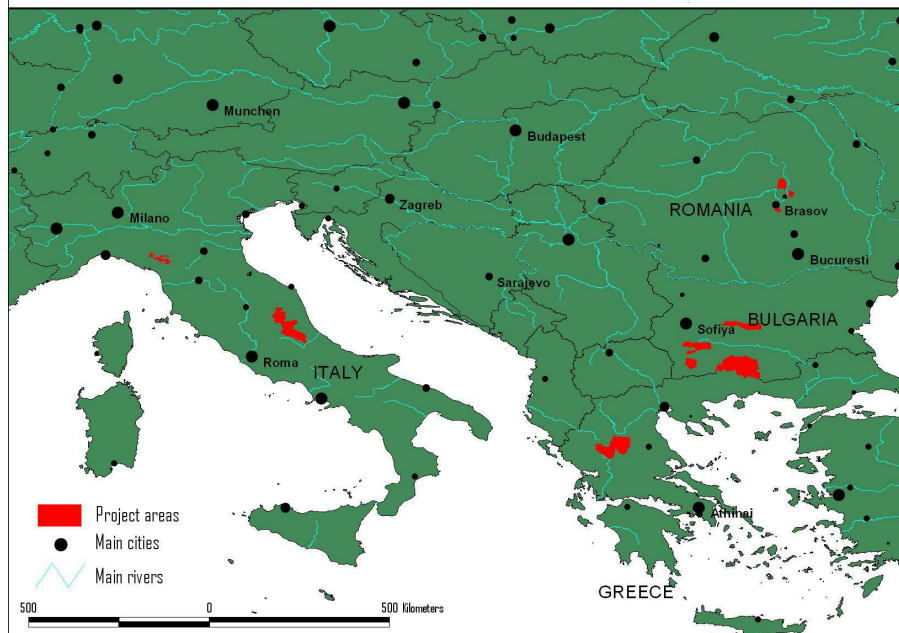 Munchen
Budapest
Zagreb
Milano
ROMANIA
Brasov
Bucuresti
Sarajevo
BULGARIA
Sofiya
Roma
ITALY
Project areas
Main cities
Athinai
Main rivers
GREECE
500 0 500 Kilometers